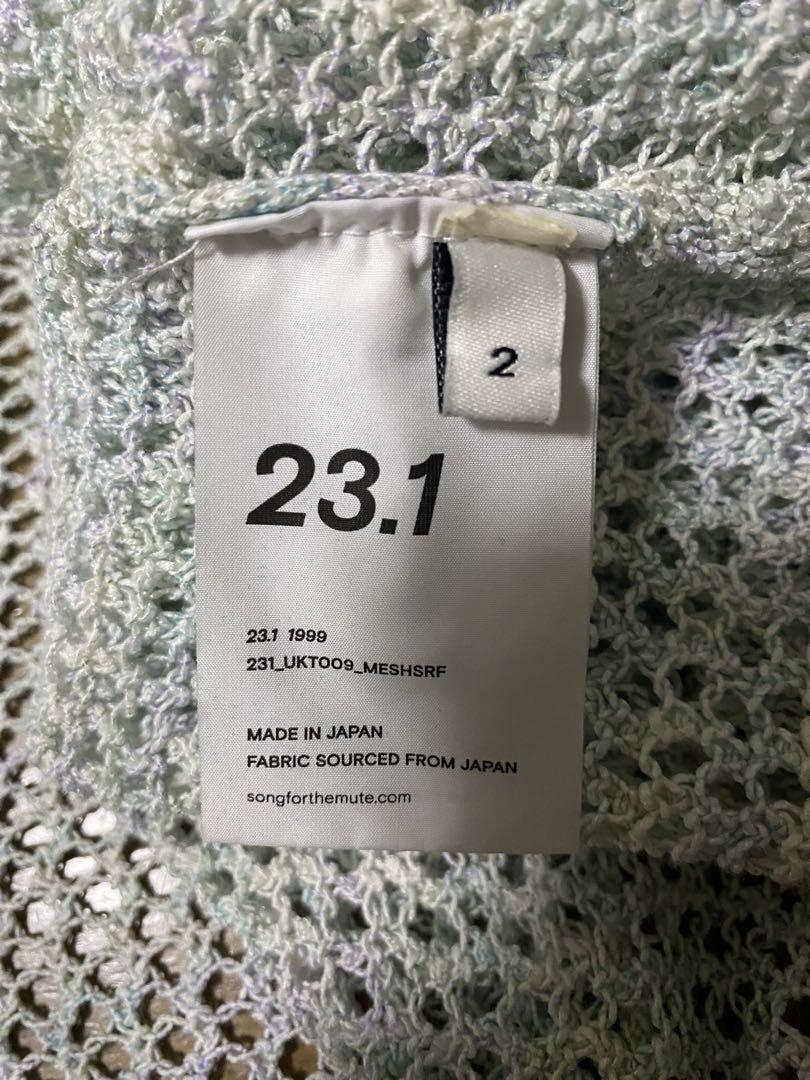 2
23.1
23.1 1999
231_UKT009_MESHSRF
MADE IN JAPAN
FABRIC SOURCED FROM JAPAN
songforthemute.com